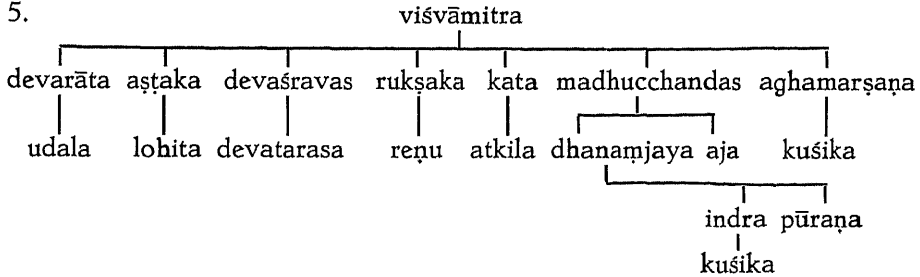 5.
viśvāmitra
devarāta aṣṭaka devaśravas rukṣaka kata madhucchandas aghamarṣaṇa
udala lohita devatarasa reṇu atkila dhanaṃjaya aja kuśika
indra pūraṇa
kuśika